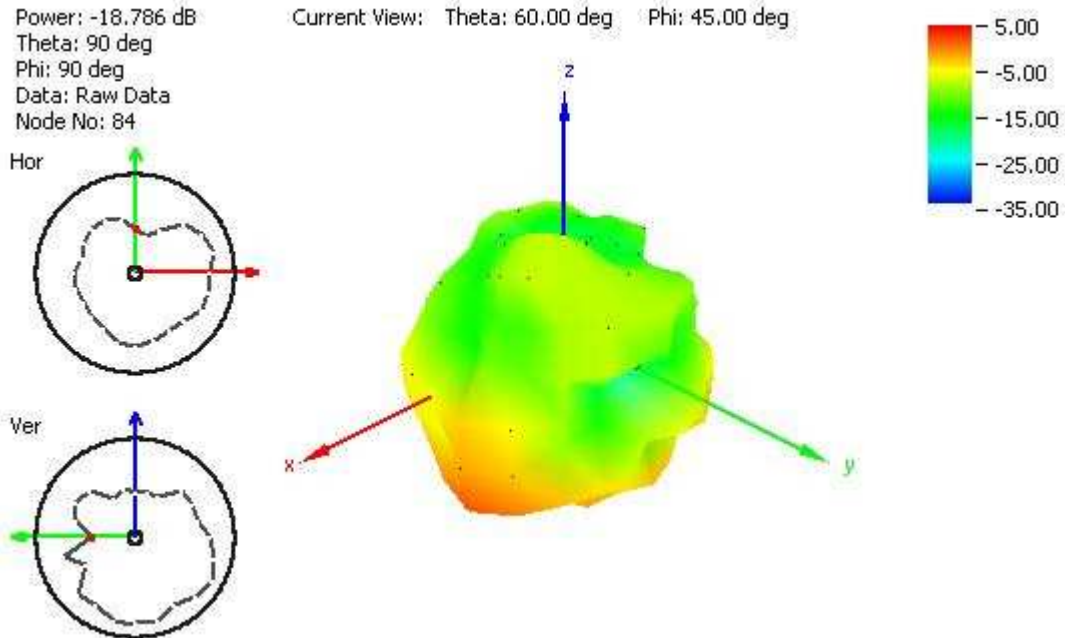 Power: -18.786 dB
Theta: 90 deg
Phi: 90 deg
Data: Raw Data
Node No: 84
Current View: Theta: 60.00 deg Phi: 45.00 deg
5.00
-5.00
-15.00
-25.00
-35.00
Hor
Ver
z
x
y